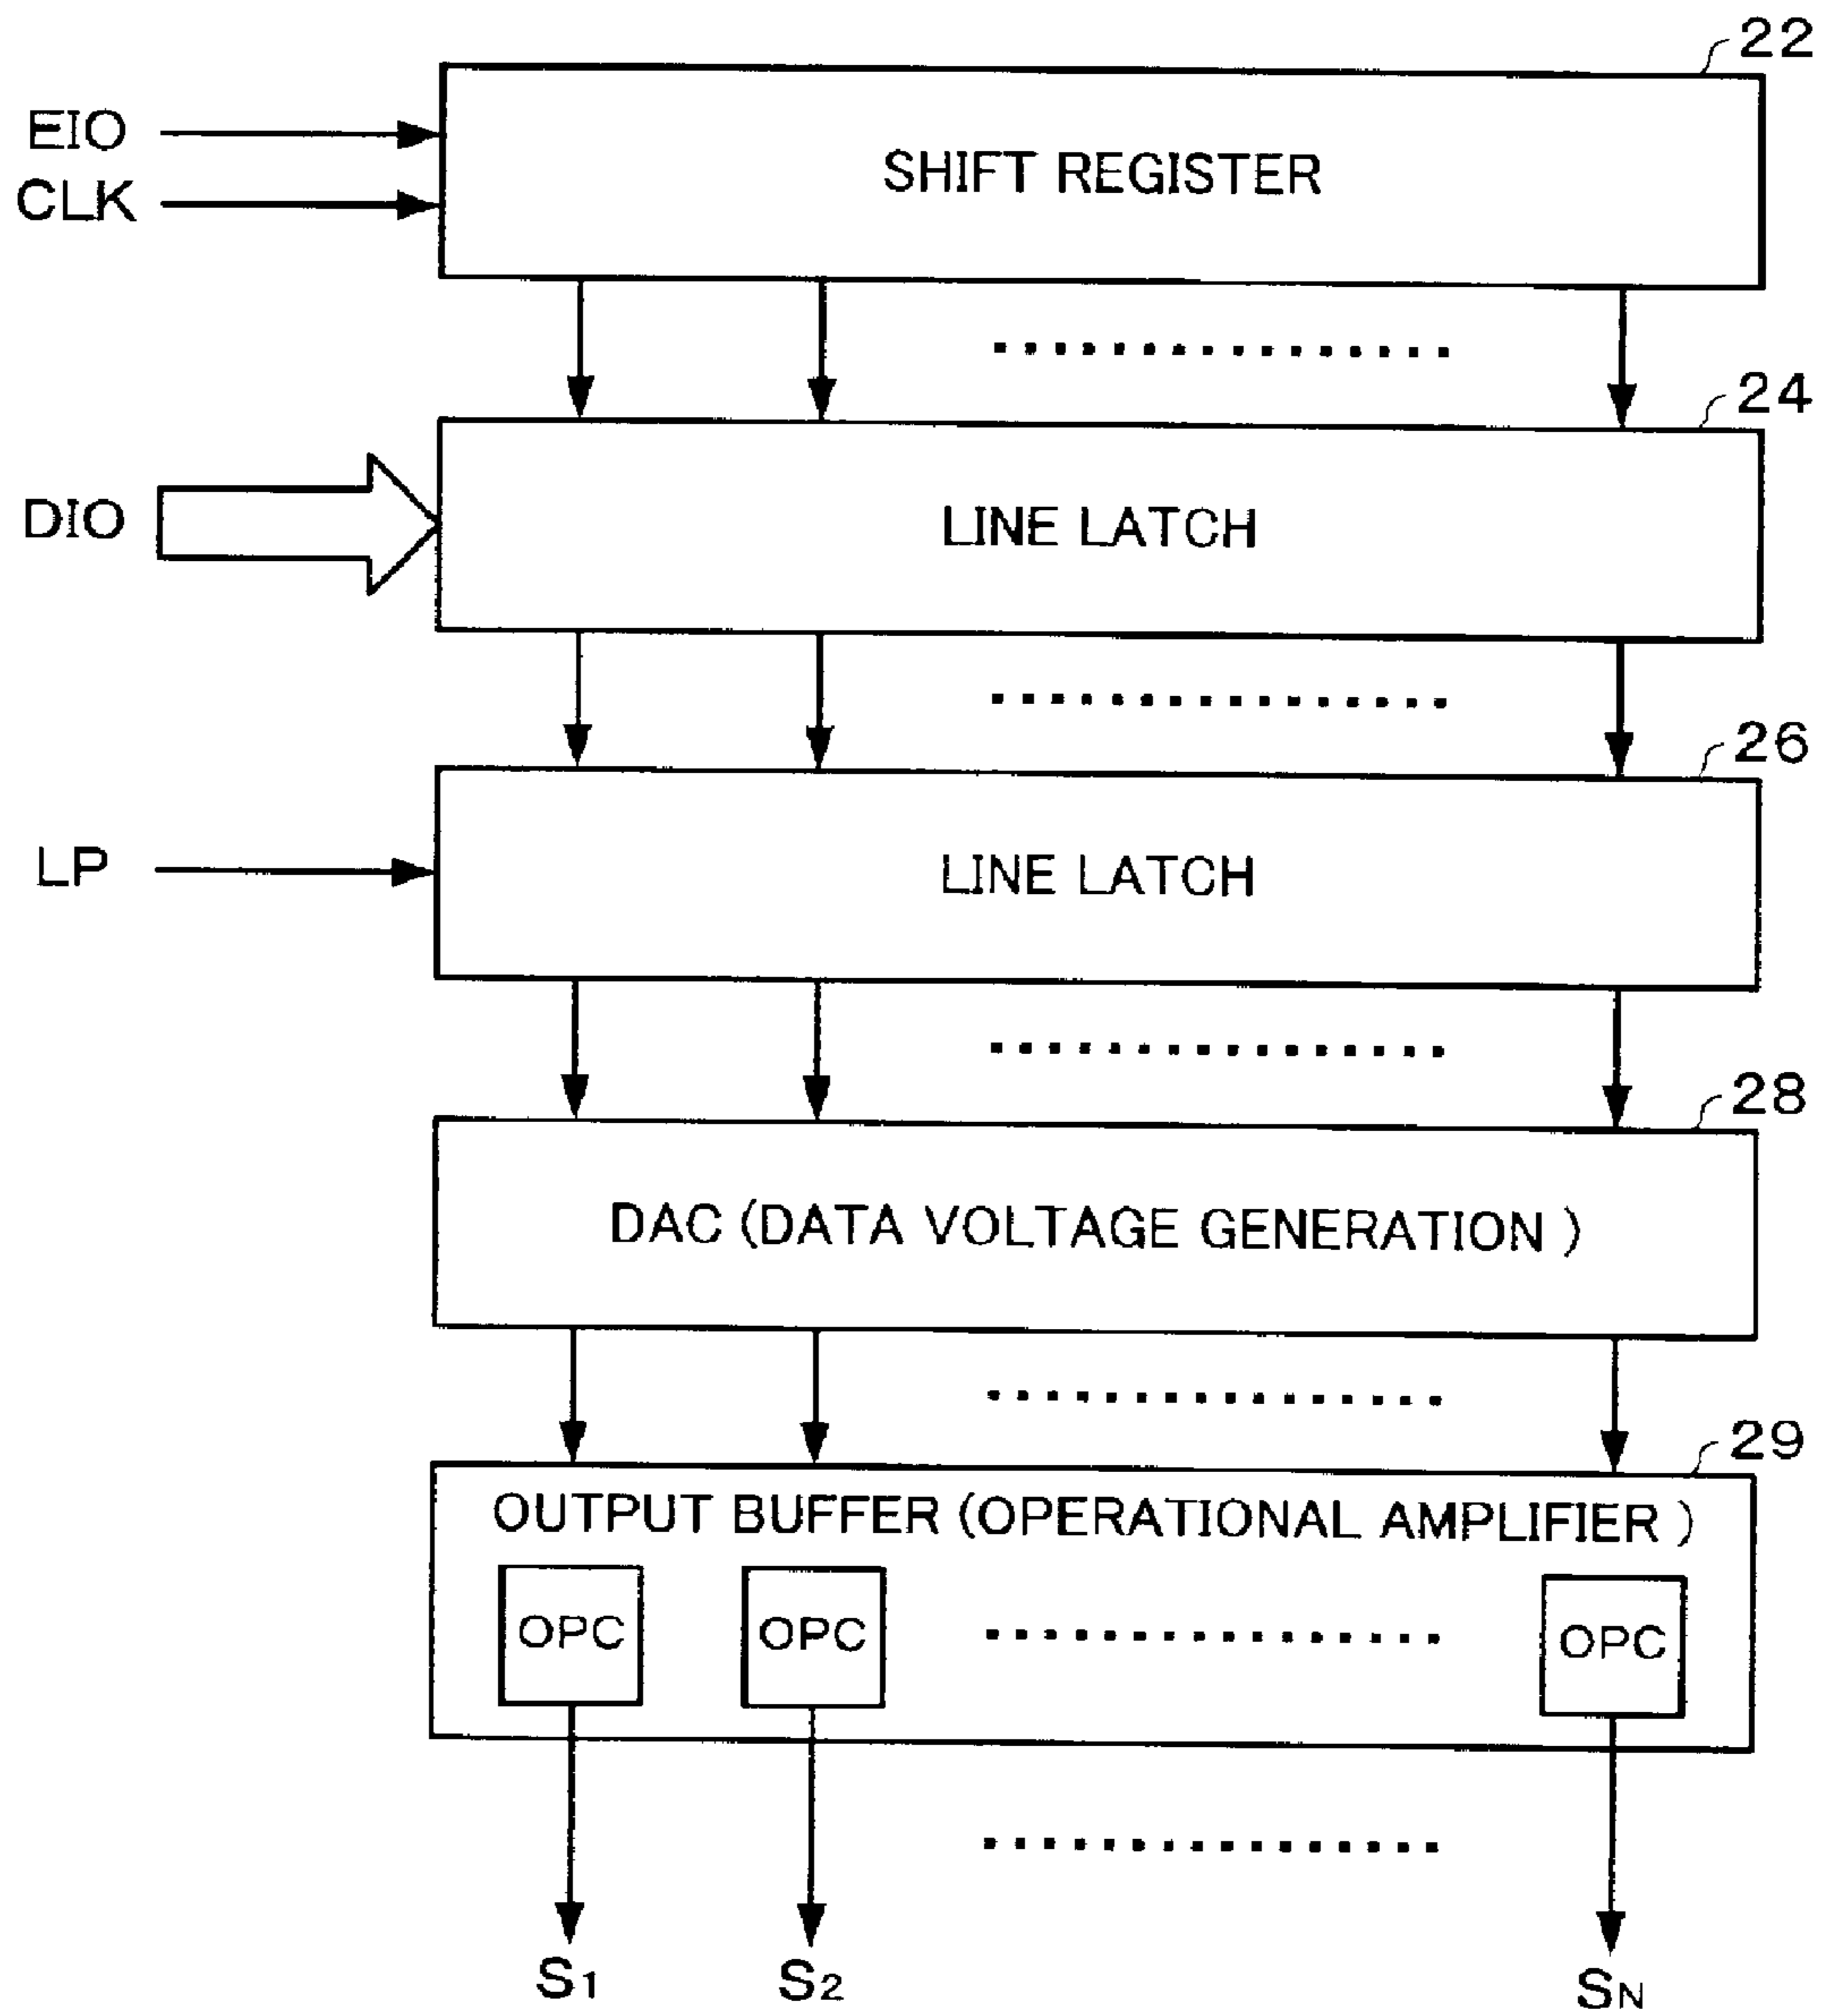 22
EIO
CLK
SHIFT REGISTER
24
DIO
LINE LATCH
26
LP
LINE LATCH
28
DAC (DATA VOLTAGE GENERATION )
29
OUTPUT BUFFER (OPERATIONAL AMPLIFIER )
OPC OPC OPC
S1 S2 SN